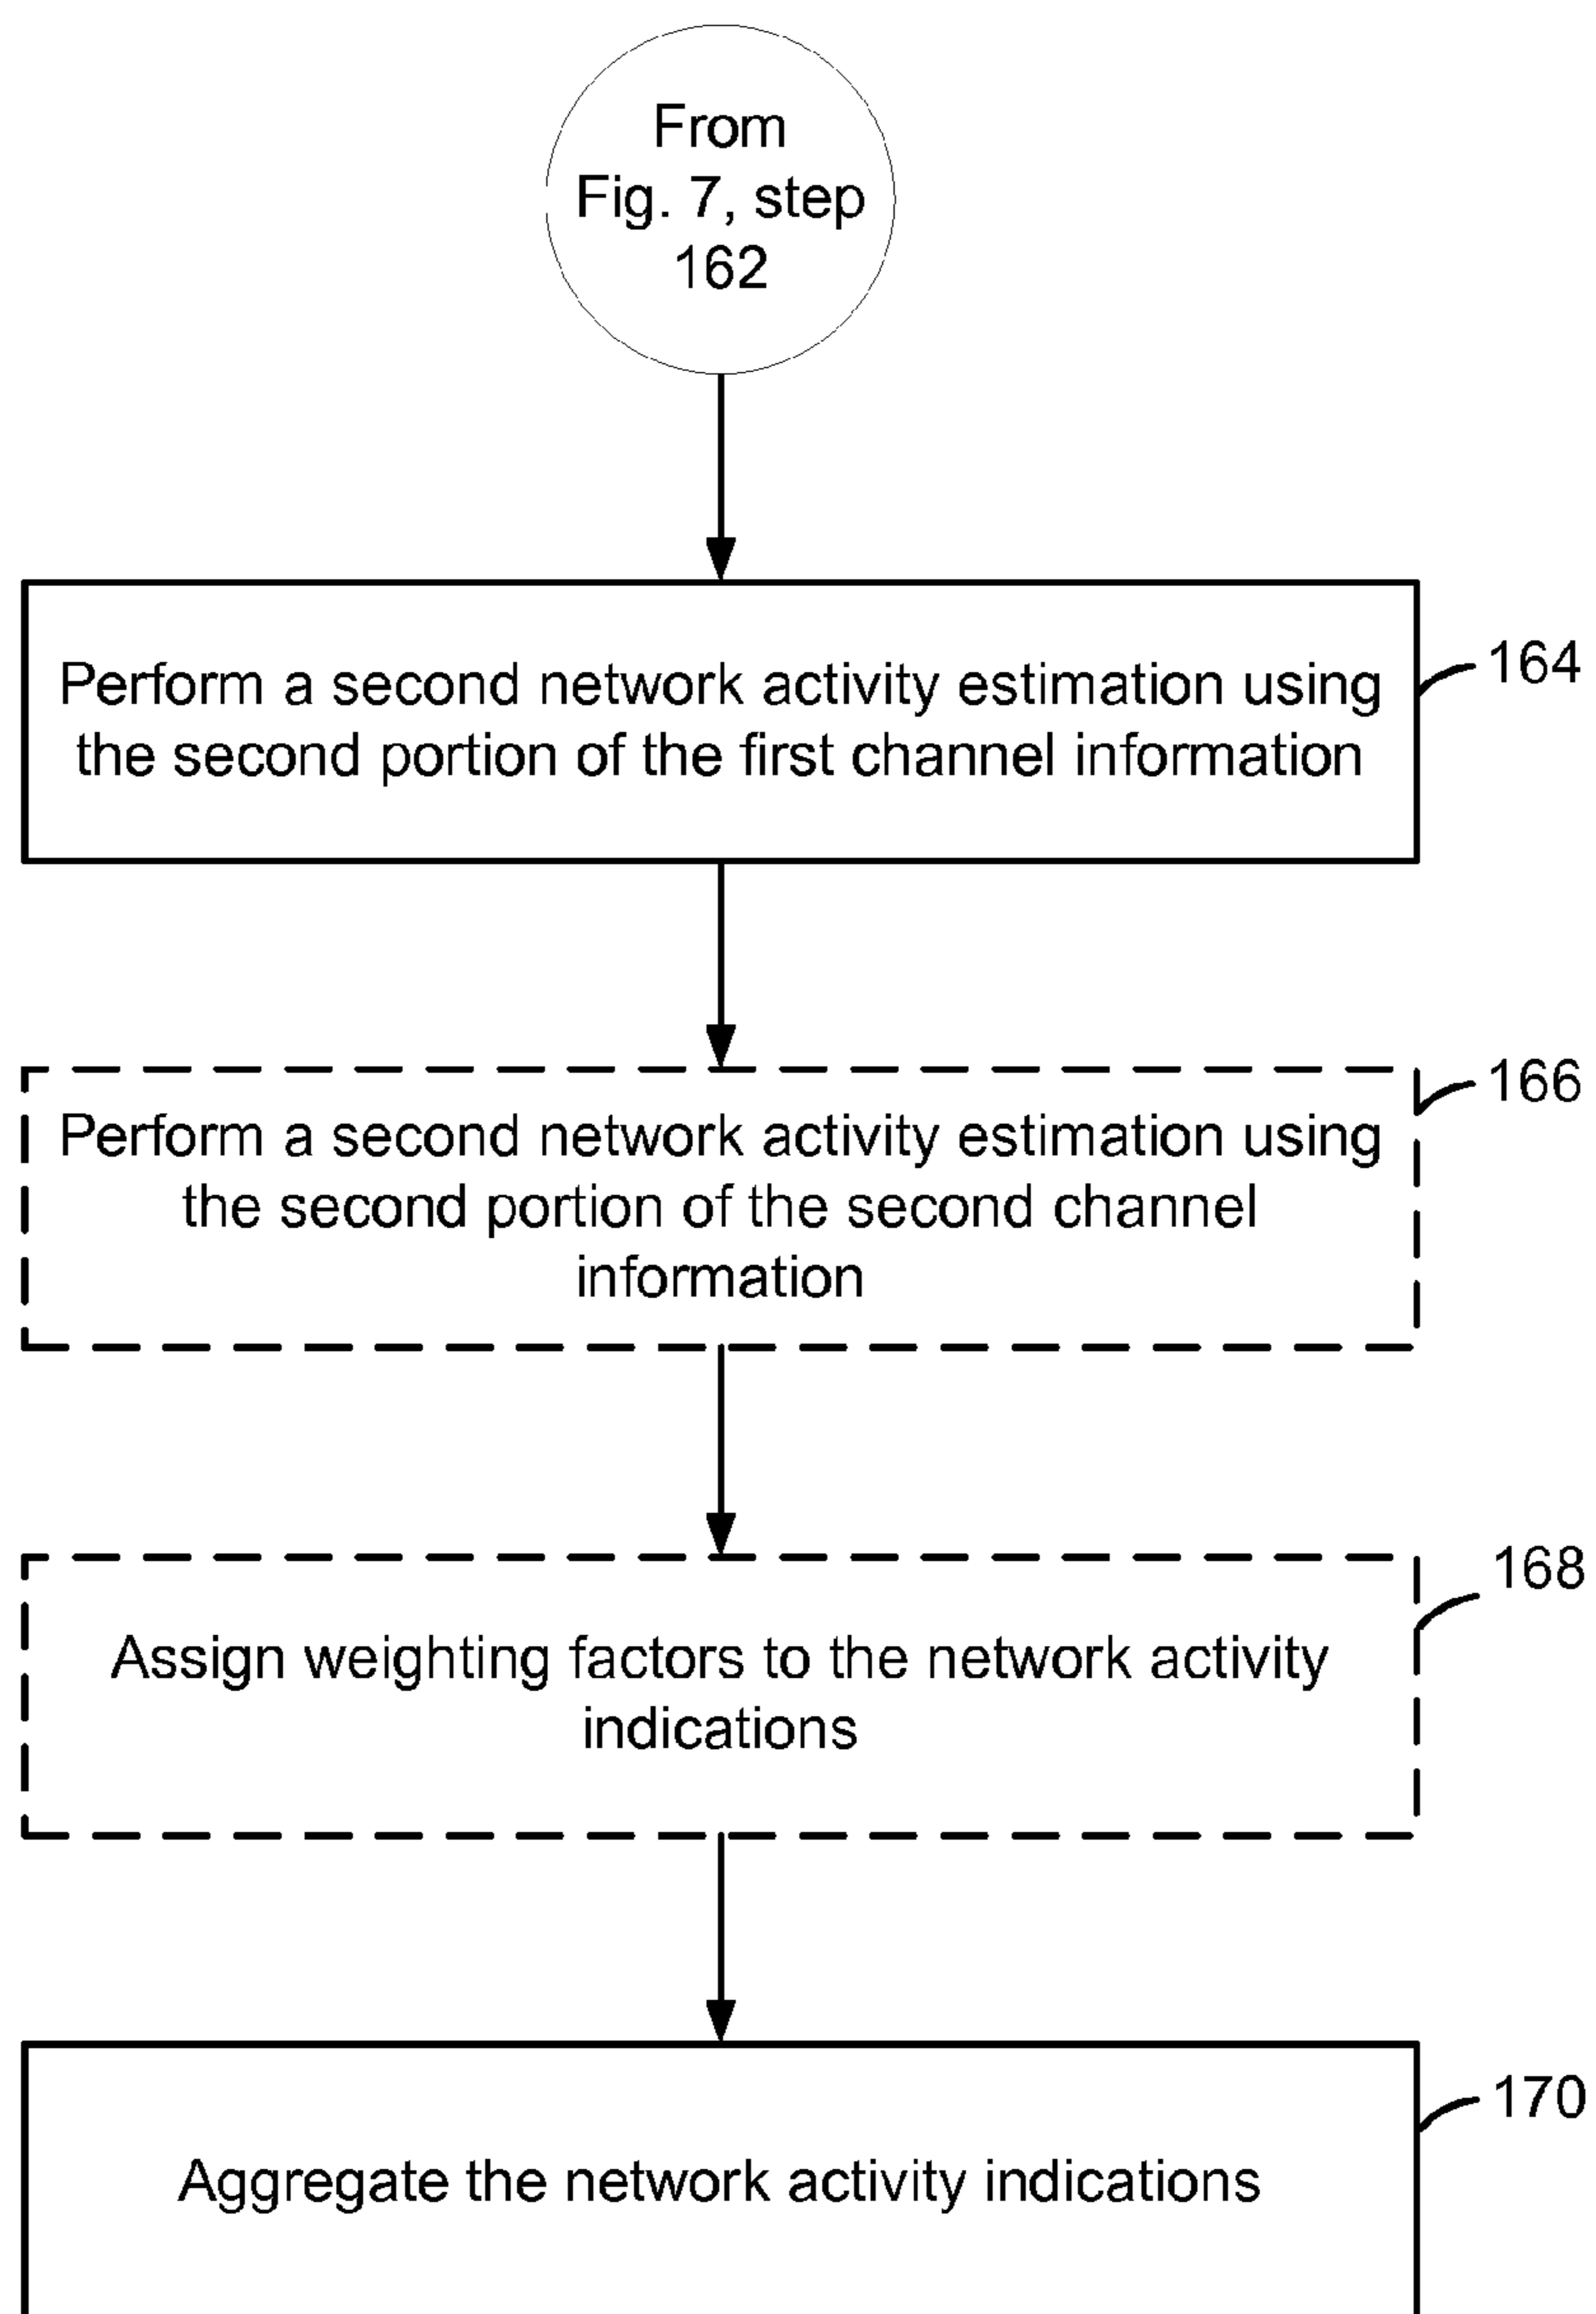 From
Fig. 7, step
162
Perform a second network activity estimation using
the second portion of the first channel information
164
Perform a second network activity estimation using
the second portion of the second channel
information
166
Assign weighting factors to the network activity
indications
168
Aggregate the network activity indications
170